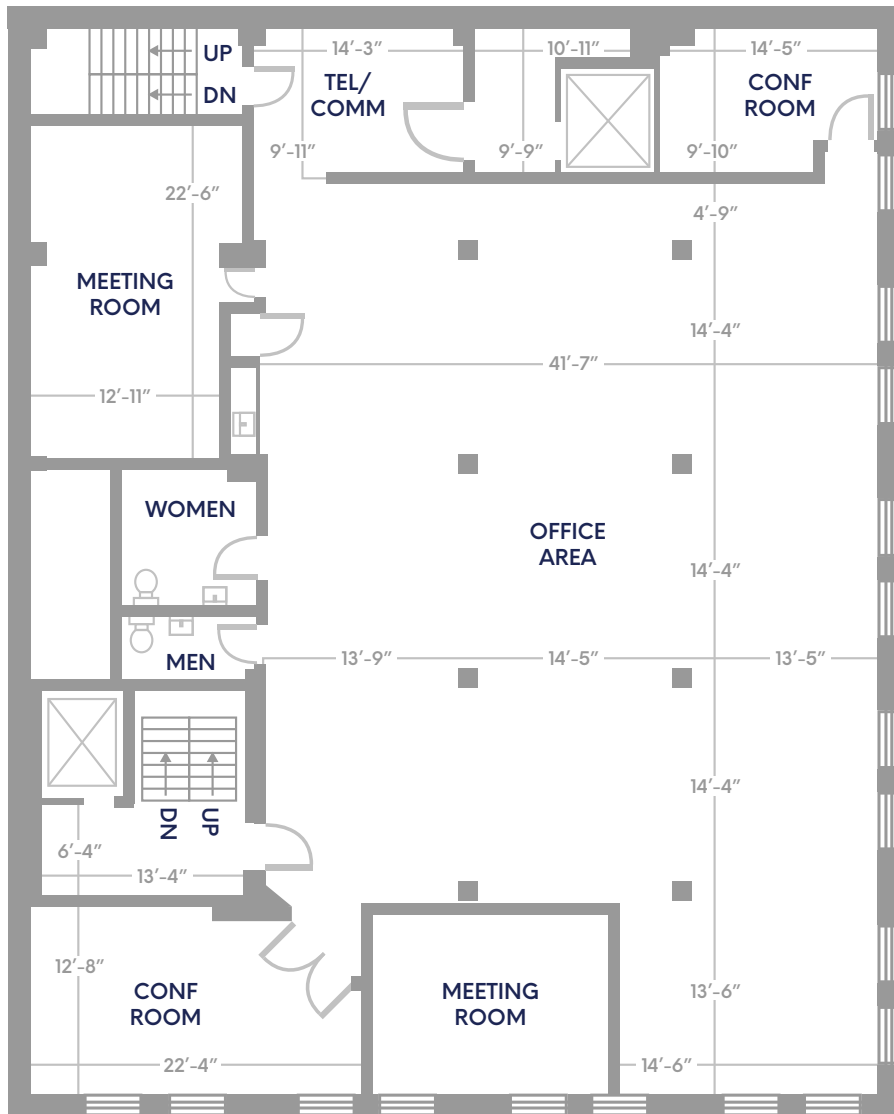 UP
14’-3”
10’-11”
14’-5”
TEL/
COMM
CONF
ROOM
DN
9’-11”
9’-9”
9’-10”
22’-6”
4’-9”
MEETING
ROOM
14’-4”
41’-7”
12’-11”
WOMEN
OFFICE
AREA
14’-4”
MEN
13’-9”
14’-5”
13’-5”
14’-4”
DN
UP
6’-4”
13’-4”
12’-8”
CONF
ROOM
MEETING
ROOM
13’-6”
22’-4”
14’-6”